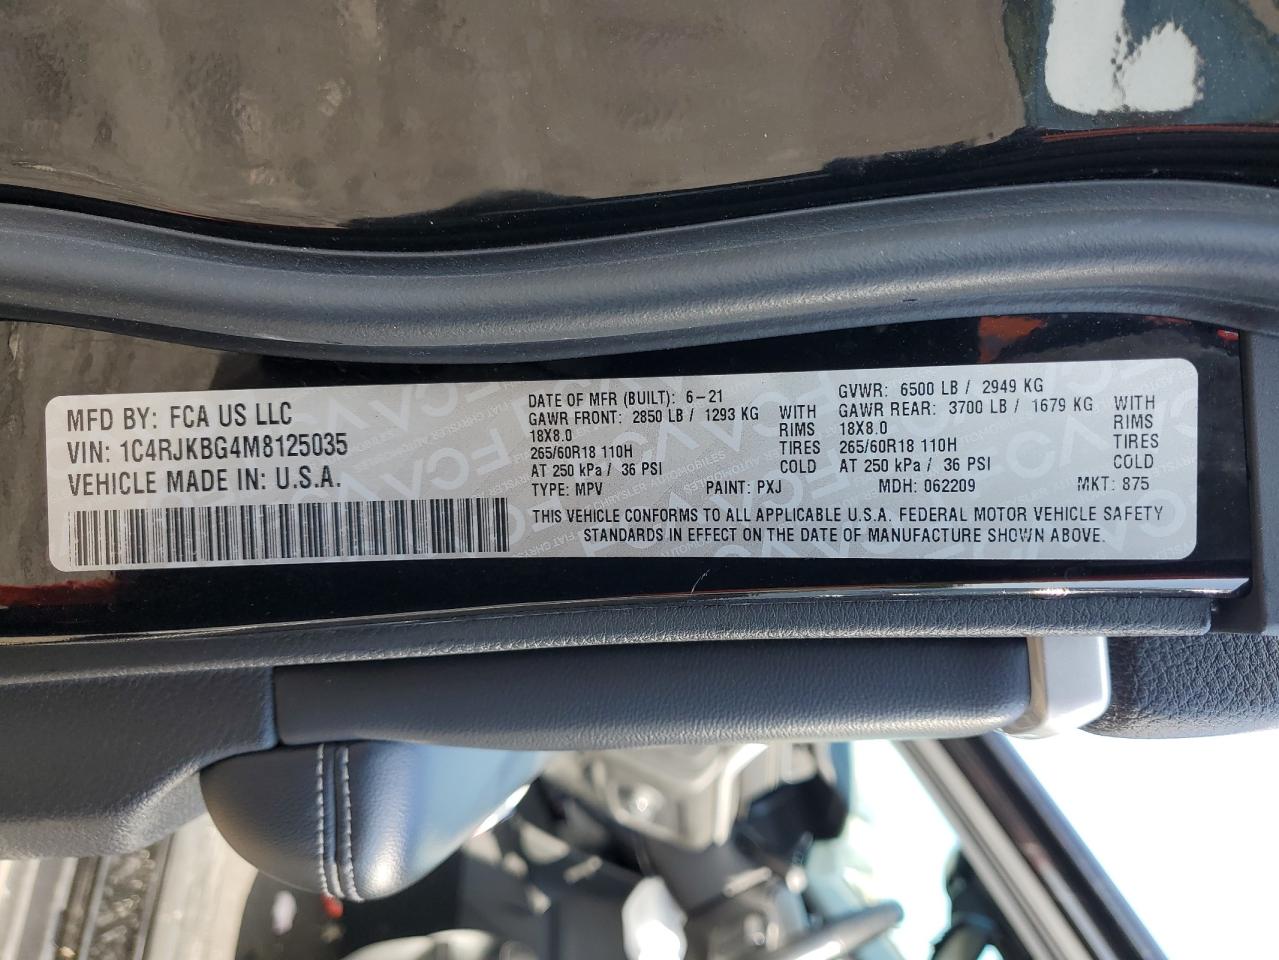 MFD BY: FCA US LLC
VIN: 1C4RJKBG4M8125035
VEHICLE MADE IN: U.S.A.
DATE OF MFR (BUILT): 6-21
GAWR FRONT: 2850 LB / 1293 KG WITH
18X8.0 RIMS
265/60R18 110H TIRES
AT 250 kPa / 36 PSI COLD
GVWR: 6500 LB / 2949 KG
GAWR REAR: 3700 LB / 1679 KG WITH
18X8.0 RIMS
265/60R18 110H TIRES
AT 250 kPa / 36 PSI COLD
TYPE: MPV PAINT: PXJ MDH: 062209 MKT: 875
THIS VEHICLE CONFORMS TO ALL APPLICABLE U.S.A. FEDERAL MOTOR VEHICLE SAFETY
STANDARDS IN EFFECT ON THE DATE OF MANUFACTURE SHOWN ABOVE.